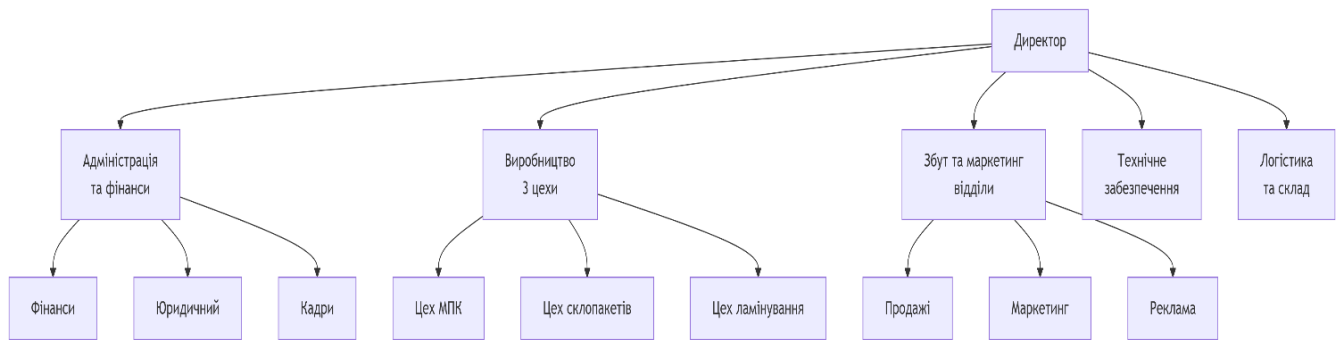 Директор
Адміністрація
та фінанси
Виробництво
3 цехи
Збут та маркетинг
відділи
Технічне
забезпечення
Логістика
та склад
Фінанси
Юридичний
Кадри
Цех МПК
Цех склопакетів
Цех ламінування
Продажі
Маркетинг
Реклама